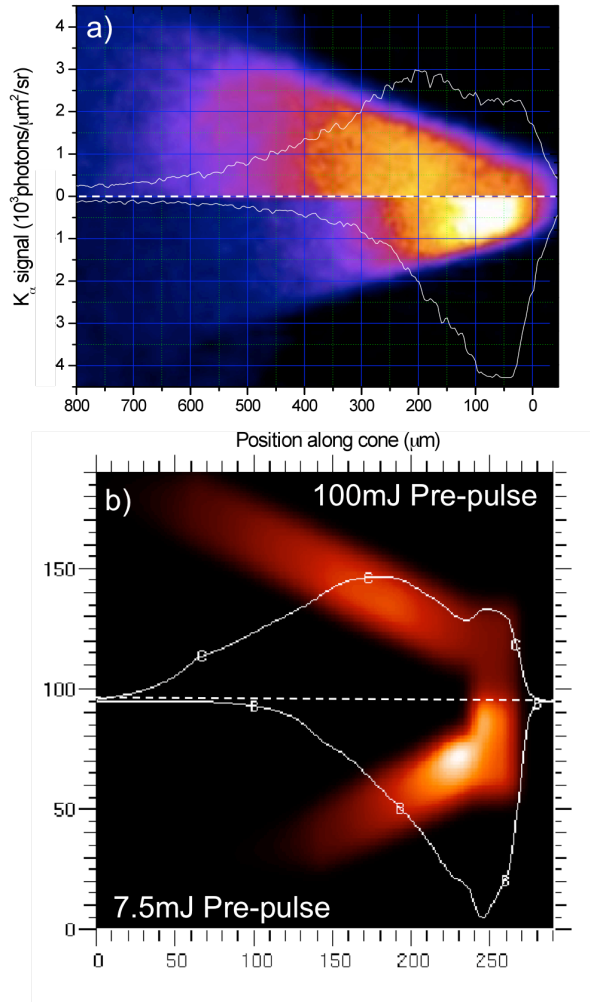 a)
4
3
2
1
0
1
2
3
4
Kα signal (10³photons/μm²/sr)
800 700 600 500 400 300 200 100 0
Position along cone (μm)
b)
100mJ Pre-pulse
150
100
50
0
C
C
C
B
B
B
B
7.5mJ Pre-pulse
0 50 100 150 200 250